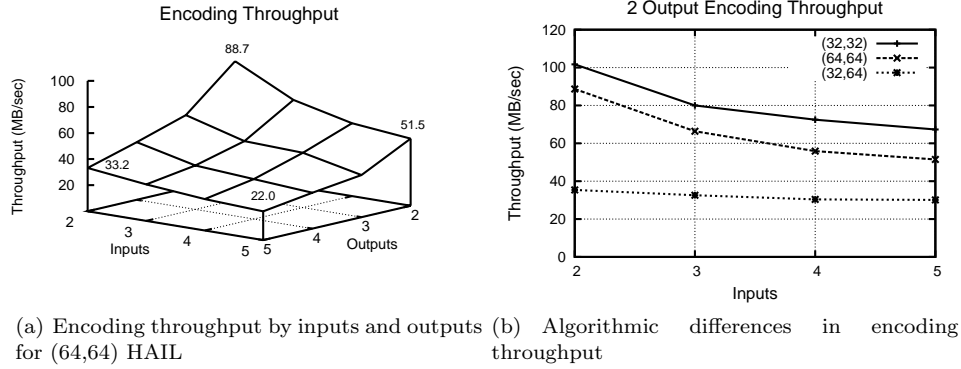 Encoding Throughput
88.7
100
80
60
40
20
Throughput (MB/sec)
33.2
51.5
22.0
2
3
4
5
Inputs
5
4
3
2
Outputs
2 Output Encoding Throughput
(32,32)
(64,64)
(32,64)
120
100
80
60
40
20
0
Throughput (MB/sec)
2
3
4
5
Inputs
(a) Encoding throughput by inputs and outputs
for (64,64) HAIL
(b) Algorithmic differences in encoding
throughput